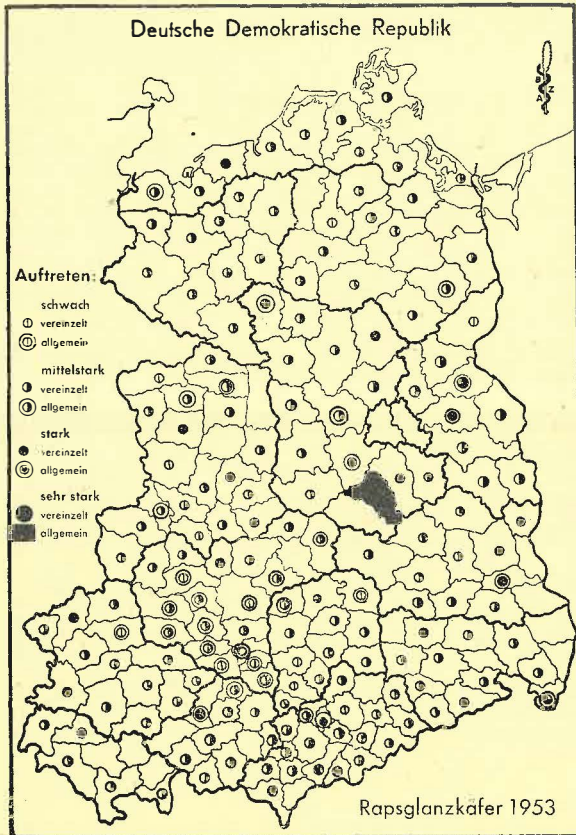 Deutsche Demokratische Republik
B
A Z
Auftreten:
schwach
vereinzelt
allgemein
mittelstark
vereinzelt
allgemein
stark
vereinzelt
allgemein
sehr stark
vereinzelt
allgemein
Rapsglanzkäfer 1953